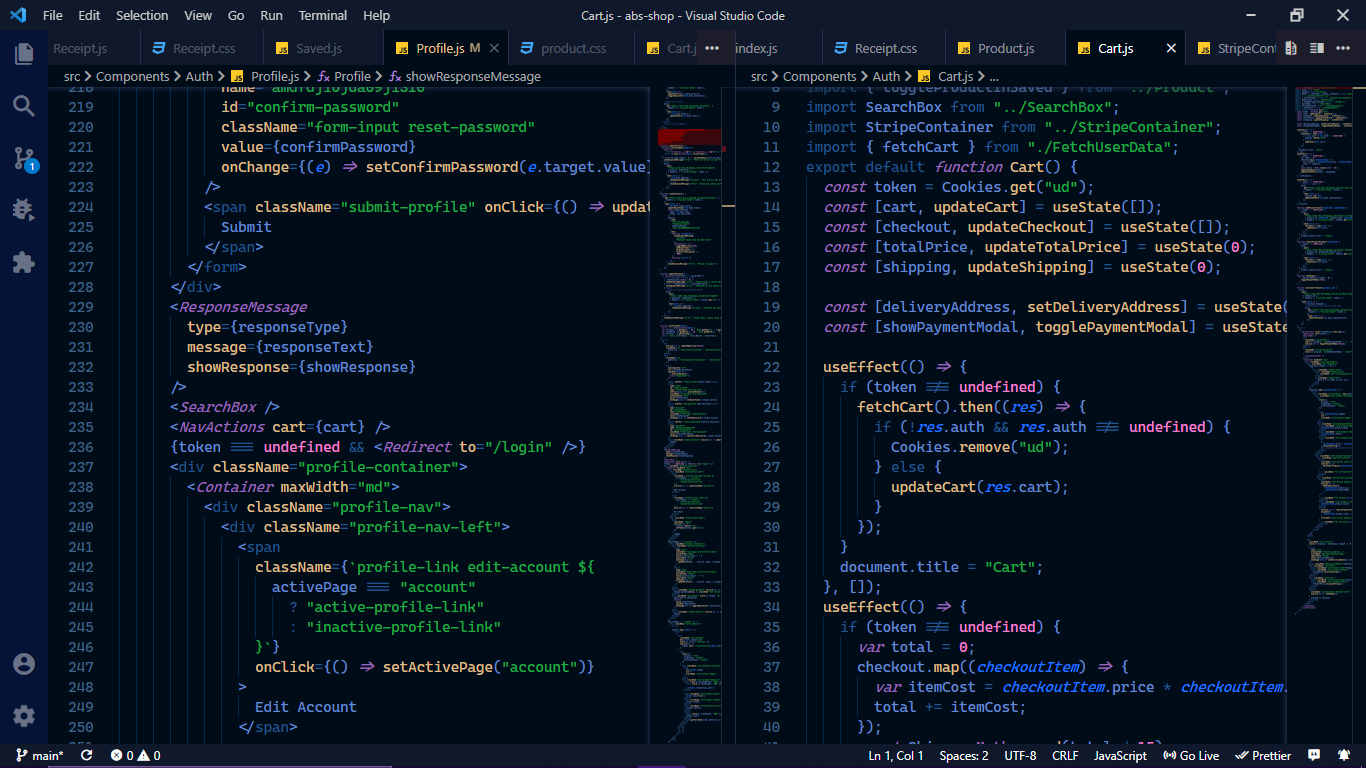 File Edit Selection View Go Run Terminal Help
Cart.js - abs-shop - Visual Studio Code
Receipt.js Receipt.css Saved.js Profile.js M product.css Cart.j
src > Components > Auth > Profile.js > Profile > showResponseMessage
218
219 id="confirm-password"
220 className="form-input reset-password"
221 value={confirmPassword}
222 onChange={(e) => setConfirmPassword(e.target.value)
223 />
224 <span className="submit-profile" onClick={() => updat
225 Submit
226 </span>
227 </form>
228 </div>
229 <ResponseMessage
230 type={responseType}
231 message={responseText}
232 showResponse={showResponse}
233 />
234 <SearchBox />
235 <NavActions cart={cart} />
236 {token === undefined && <Redirect to="/login" />}
237 <div className="profile-container">
238 <Container maxWidth="md">
239 <div className="profile-nav">
240 <div className="profile-nav-left">
241 <span
242 className={`profile-link edit-account ${
243 activePage === "account"
244 ? "active-profile-link"
245 : "inactive-profile-link"
246 }`}
247 onClick={() => setActivePage("account")}
248 >
249 Edit Account
250 </span>
index.js Receipt.css Product.js Cart.js StripeCont
src > Components > Auth > Cart.js > ...
8 import { toggleProductInSaved } from "../Product";
9 import SearchBox from "../SearchBox";
10 import StripeContainer from "../StripeContainer";
11 import { fetchCart } from "./FetchUserData";
12 export default function Cart() {
13 const token = Cookies.get("ud");
14 const [cart, updateCart] = useState([]);
15 const [checkout, updateCheckout] = useState([]);
16 const [totalPrice, updateTotalPrice] = useState(0);
17 const [shipping, updateShipping] = useState(0);
18
19 const [deliveryAddress, setDeliveryAddress] = useState(
20 const [showPaymentModal, togglePaymentModal] = useState
21
22 useEffect(() => {
23 if (token !== undefined) {
24 fetchCart().then((res) => {
25 if (!res.auth && res.auth !== undefined) {
26 Cookies.remove("ud");
27 } else {
28 updateCart(res.cart);
29 }
30 });
31 }
32 document.title = "Cart";
33 }, []);
34 useEffect(() => {
35 if (token !== undefined) {
36 var total = 0;
37 checkout.map((checkoutItem) => {
38 var itemCost = checkoutItem.price * checkoutItem.
39 total += itemCost;
40 });
1
main* 0 0 Ln 1, Col 1 Spaces: 2 UTF-8 CRLF JavaScript Go Live Prettier